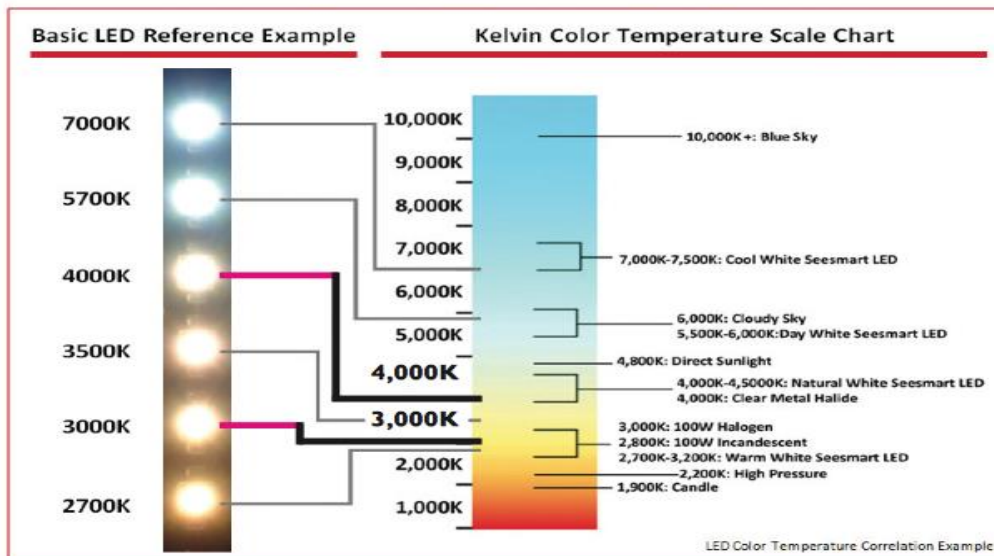 Basic LED Reference Example
Kelvin Color Temperature Scale Chart
7000K
5700K
4000K
3500K
3000K
2700K
10,000K
9,000K
8,000K
7,000K
6,000K
5,000K
4,000K
3,000K
2,000K
1,000K
10,000K+: Blue Sky
7,000K-7,500K: Cool White Seesmart LED
6,000K: Cloudy Sky
5,500K-6,000K:Day White Seesmart LED
4,800K: Direct Sunlight
4,000K-4,5000K: Natural White Seesmart LED
4,000K: Clear Metal Halide
3,000K: 100W Halogen
2,800K: 100W Incandescent
2,700K-3,200K: Warm White Seesmart LED
2,200K: High Pressure
1,900K: Candle
LED Color Temperature Correlation Example